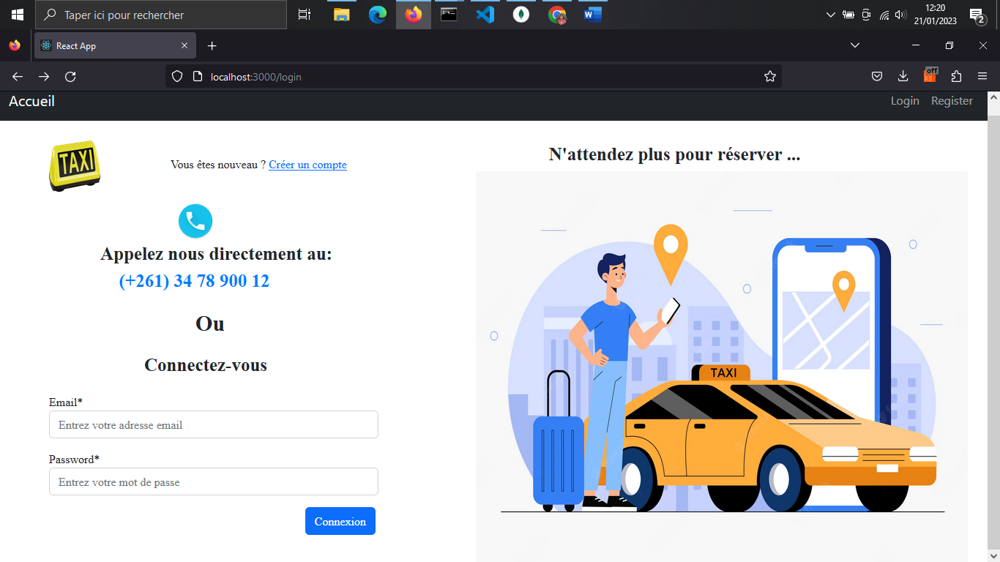 Taper ici pour rechercher
12:20
21/01/2023
2
React App
localhost:3000/login
off
Accueil
Login Register
TAXI
Vous êtes nouveau ? Créer un compte
Appelez nous directement au:
(+261) 34 78 900 12
Ou
Connectez-vous
Email*
Entrez votre adresse email
Password*
Entrez votre mot de passe
Connexion
N'attendez plus pour réserver ...
TAXI